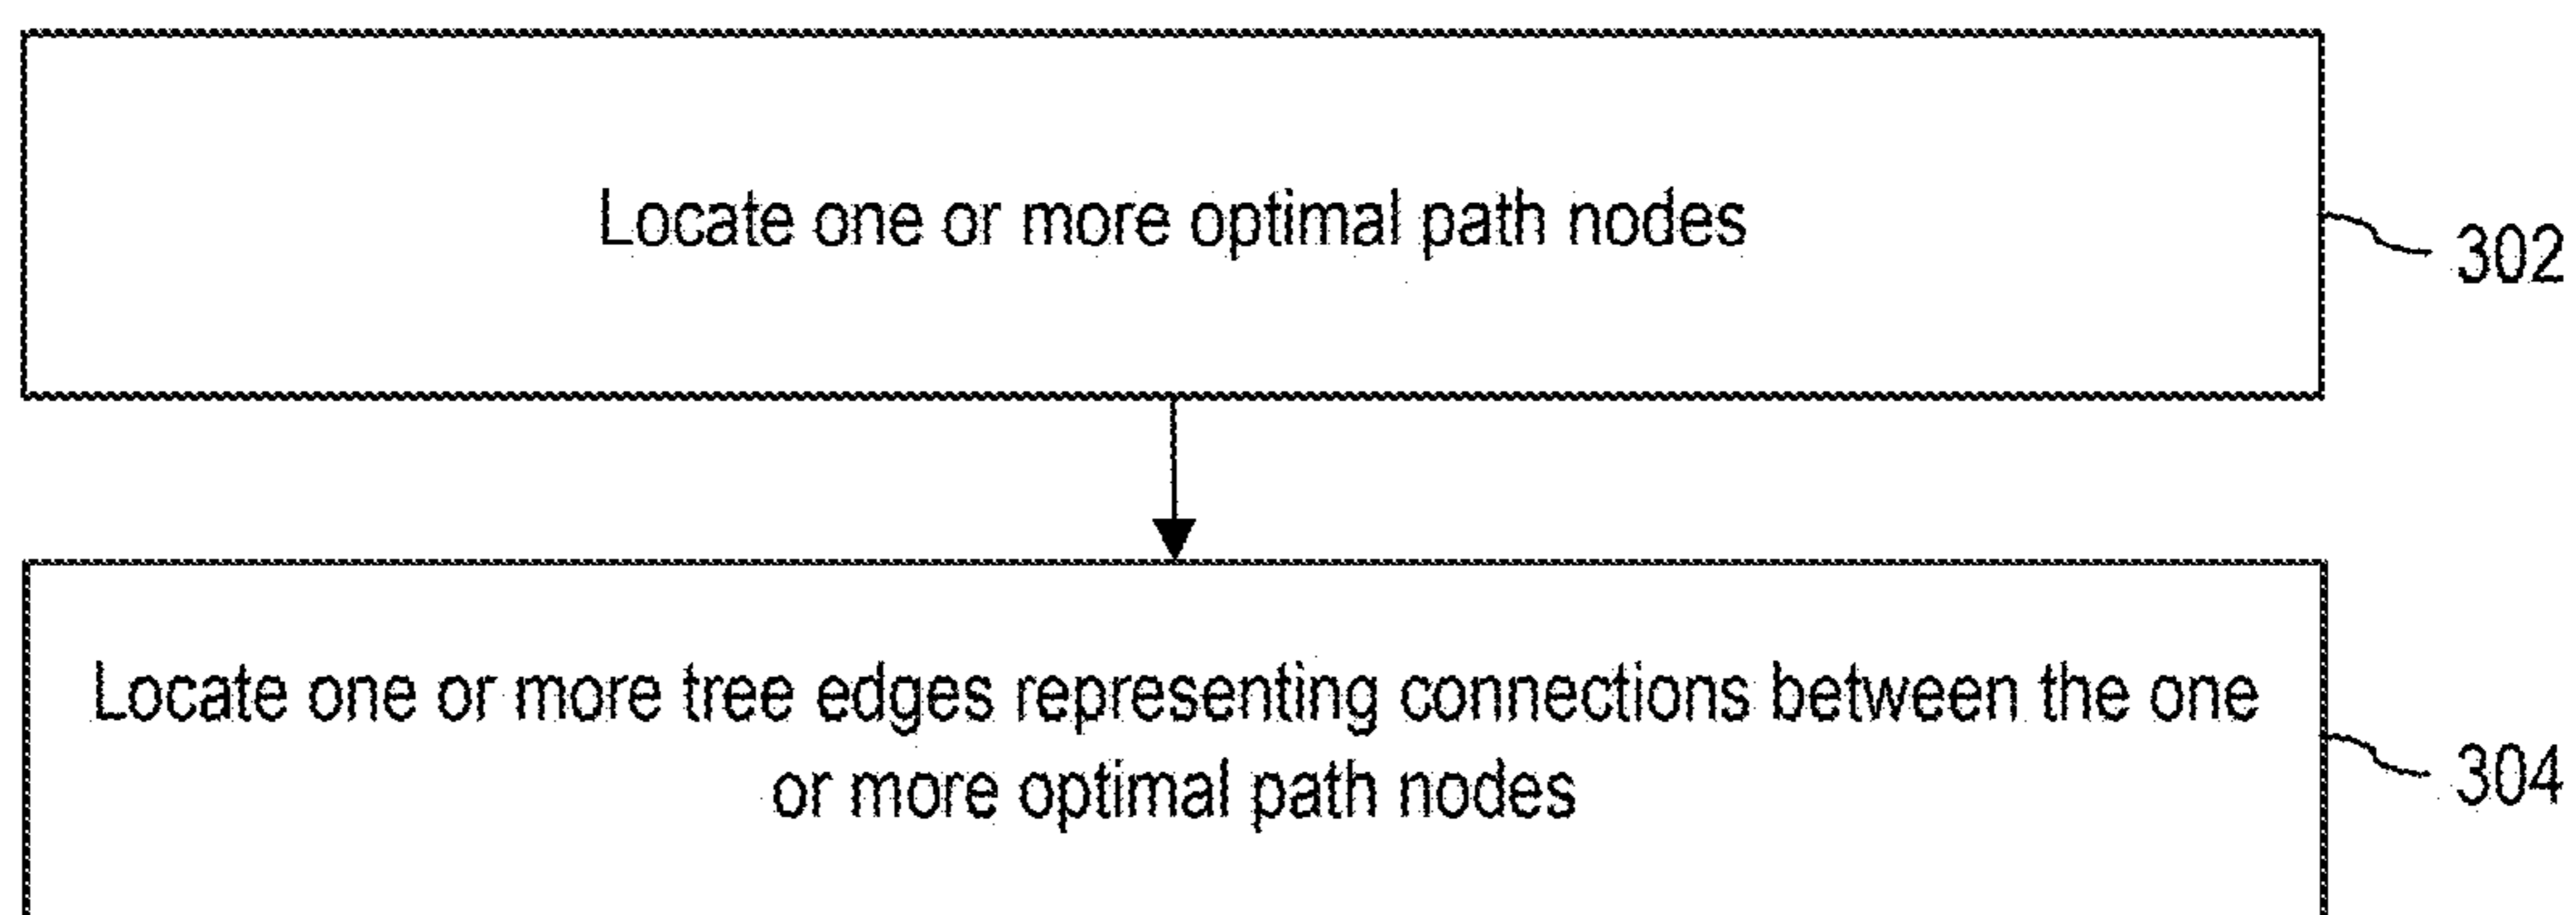 Locate one or more optimal path nodes
302
Locate one or more tree edges representing connections between the one
or more optimal path nodes
304